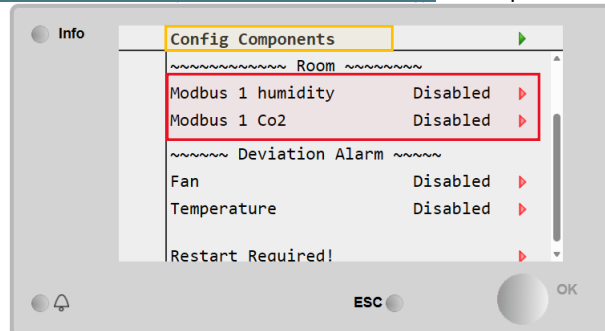 Info
Config Components
~~~~~~~~~~~~ Room ~~~~~~~~
Modbus 1 humidity Disabled
Modbus 1 Co2 Disabled
~~~~~~ Deviation Alarm ~~~~~
Fan Disabled
Temperature Disabled
Restart Required!
ESC
OK